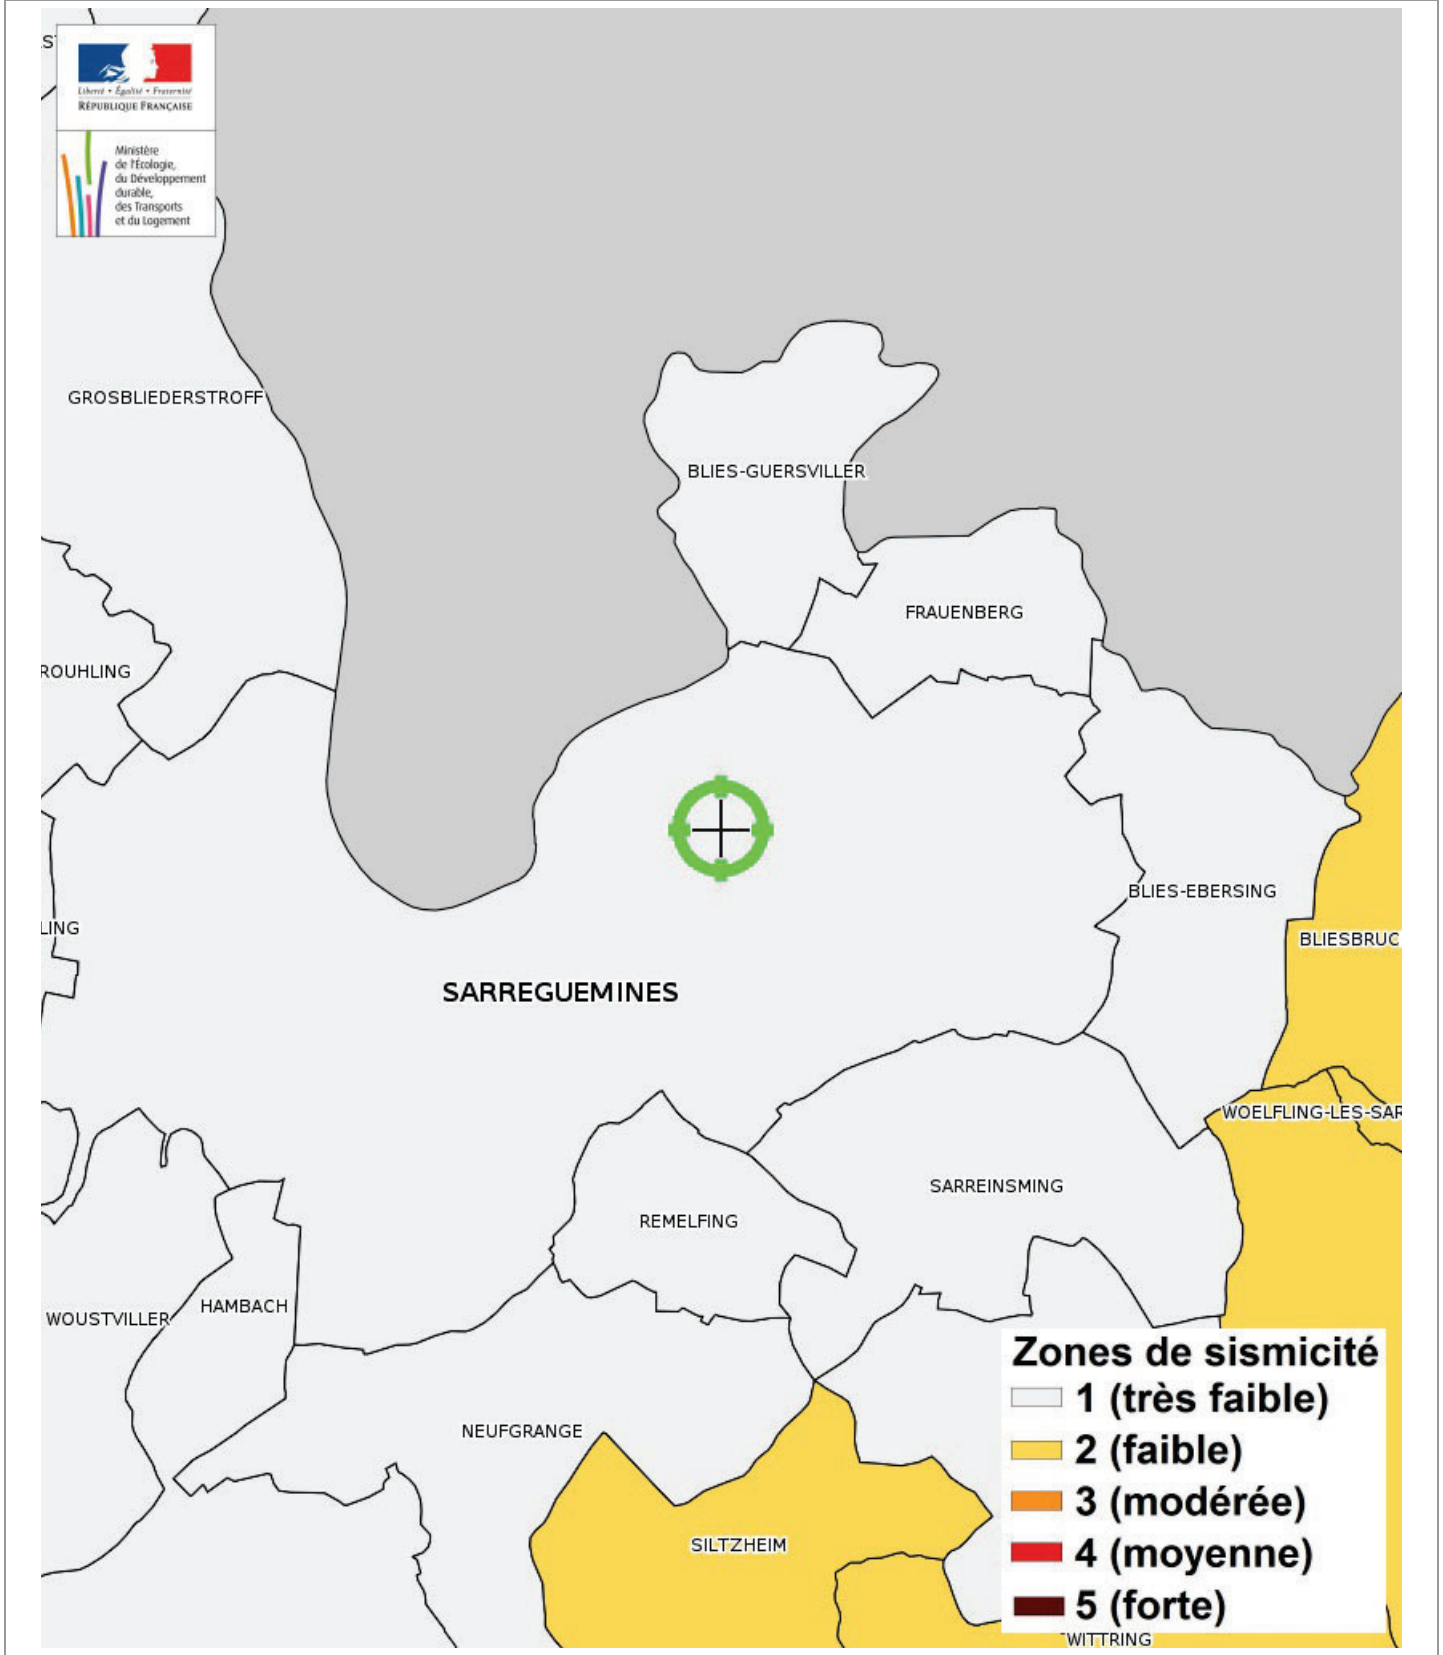 ST
Liberté • Égalité • Fraternité
RÉPUBLIQUE FRANÇAISE
Ministère
de l'Écologie,
du Développement
durable,
des Transports
et du Logement
GROSBLIEDERSTROFF
BLIES-GUERSVILLER
FRAUENBERG
ROUHLING
BLIES-EBERSING
LING
BLIESBRUC
SARREGUEMINES
WOELFLING-LES-SAR
SARREINSMING
REMELFING
HAMBACH
WOUSTVILLER
NEUFGRANGE
SILTZHEIM
WITTRING
Zones de sismicité
1 (très faible)
2 (faible)
3 (modérée)
4 (moyenne)
5 (forte)